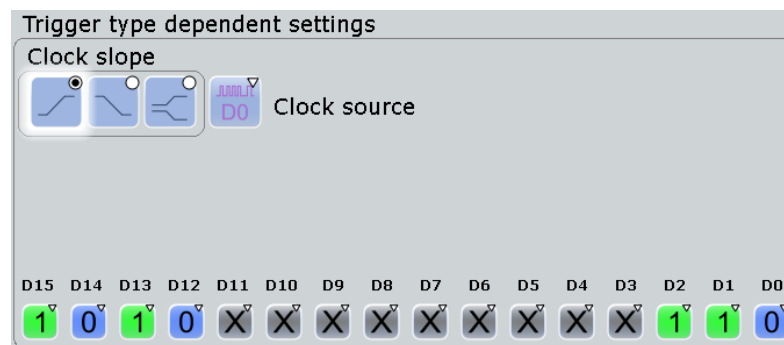 Trigger type dependent settings
Clock slope
D0 Clock source
D15 D14 D13 D12 D11 D10 D9 D8 D7 D6 D5 D4 D3 D2 D1 D0
1 0 1 0 X X X X X X X X X 1 1 0